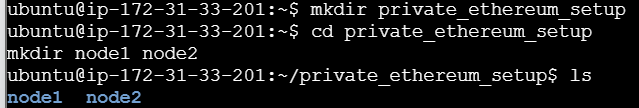 ubuntu@ip-172-31-33-201:~$ mkdir private_ethereum_setup
ubuntu@ip-172-31-33-201:~$ cd private_ethereum_setup
mkdir node1 node2
ubuntu@ip-172-31-33-201:~/private_ethereum_setup$ ls
node1  node2